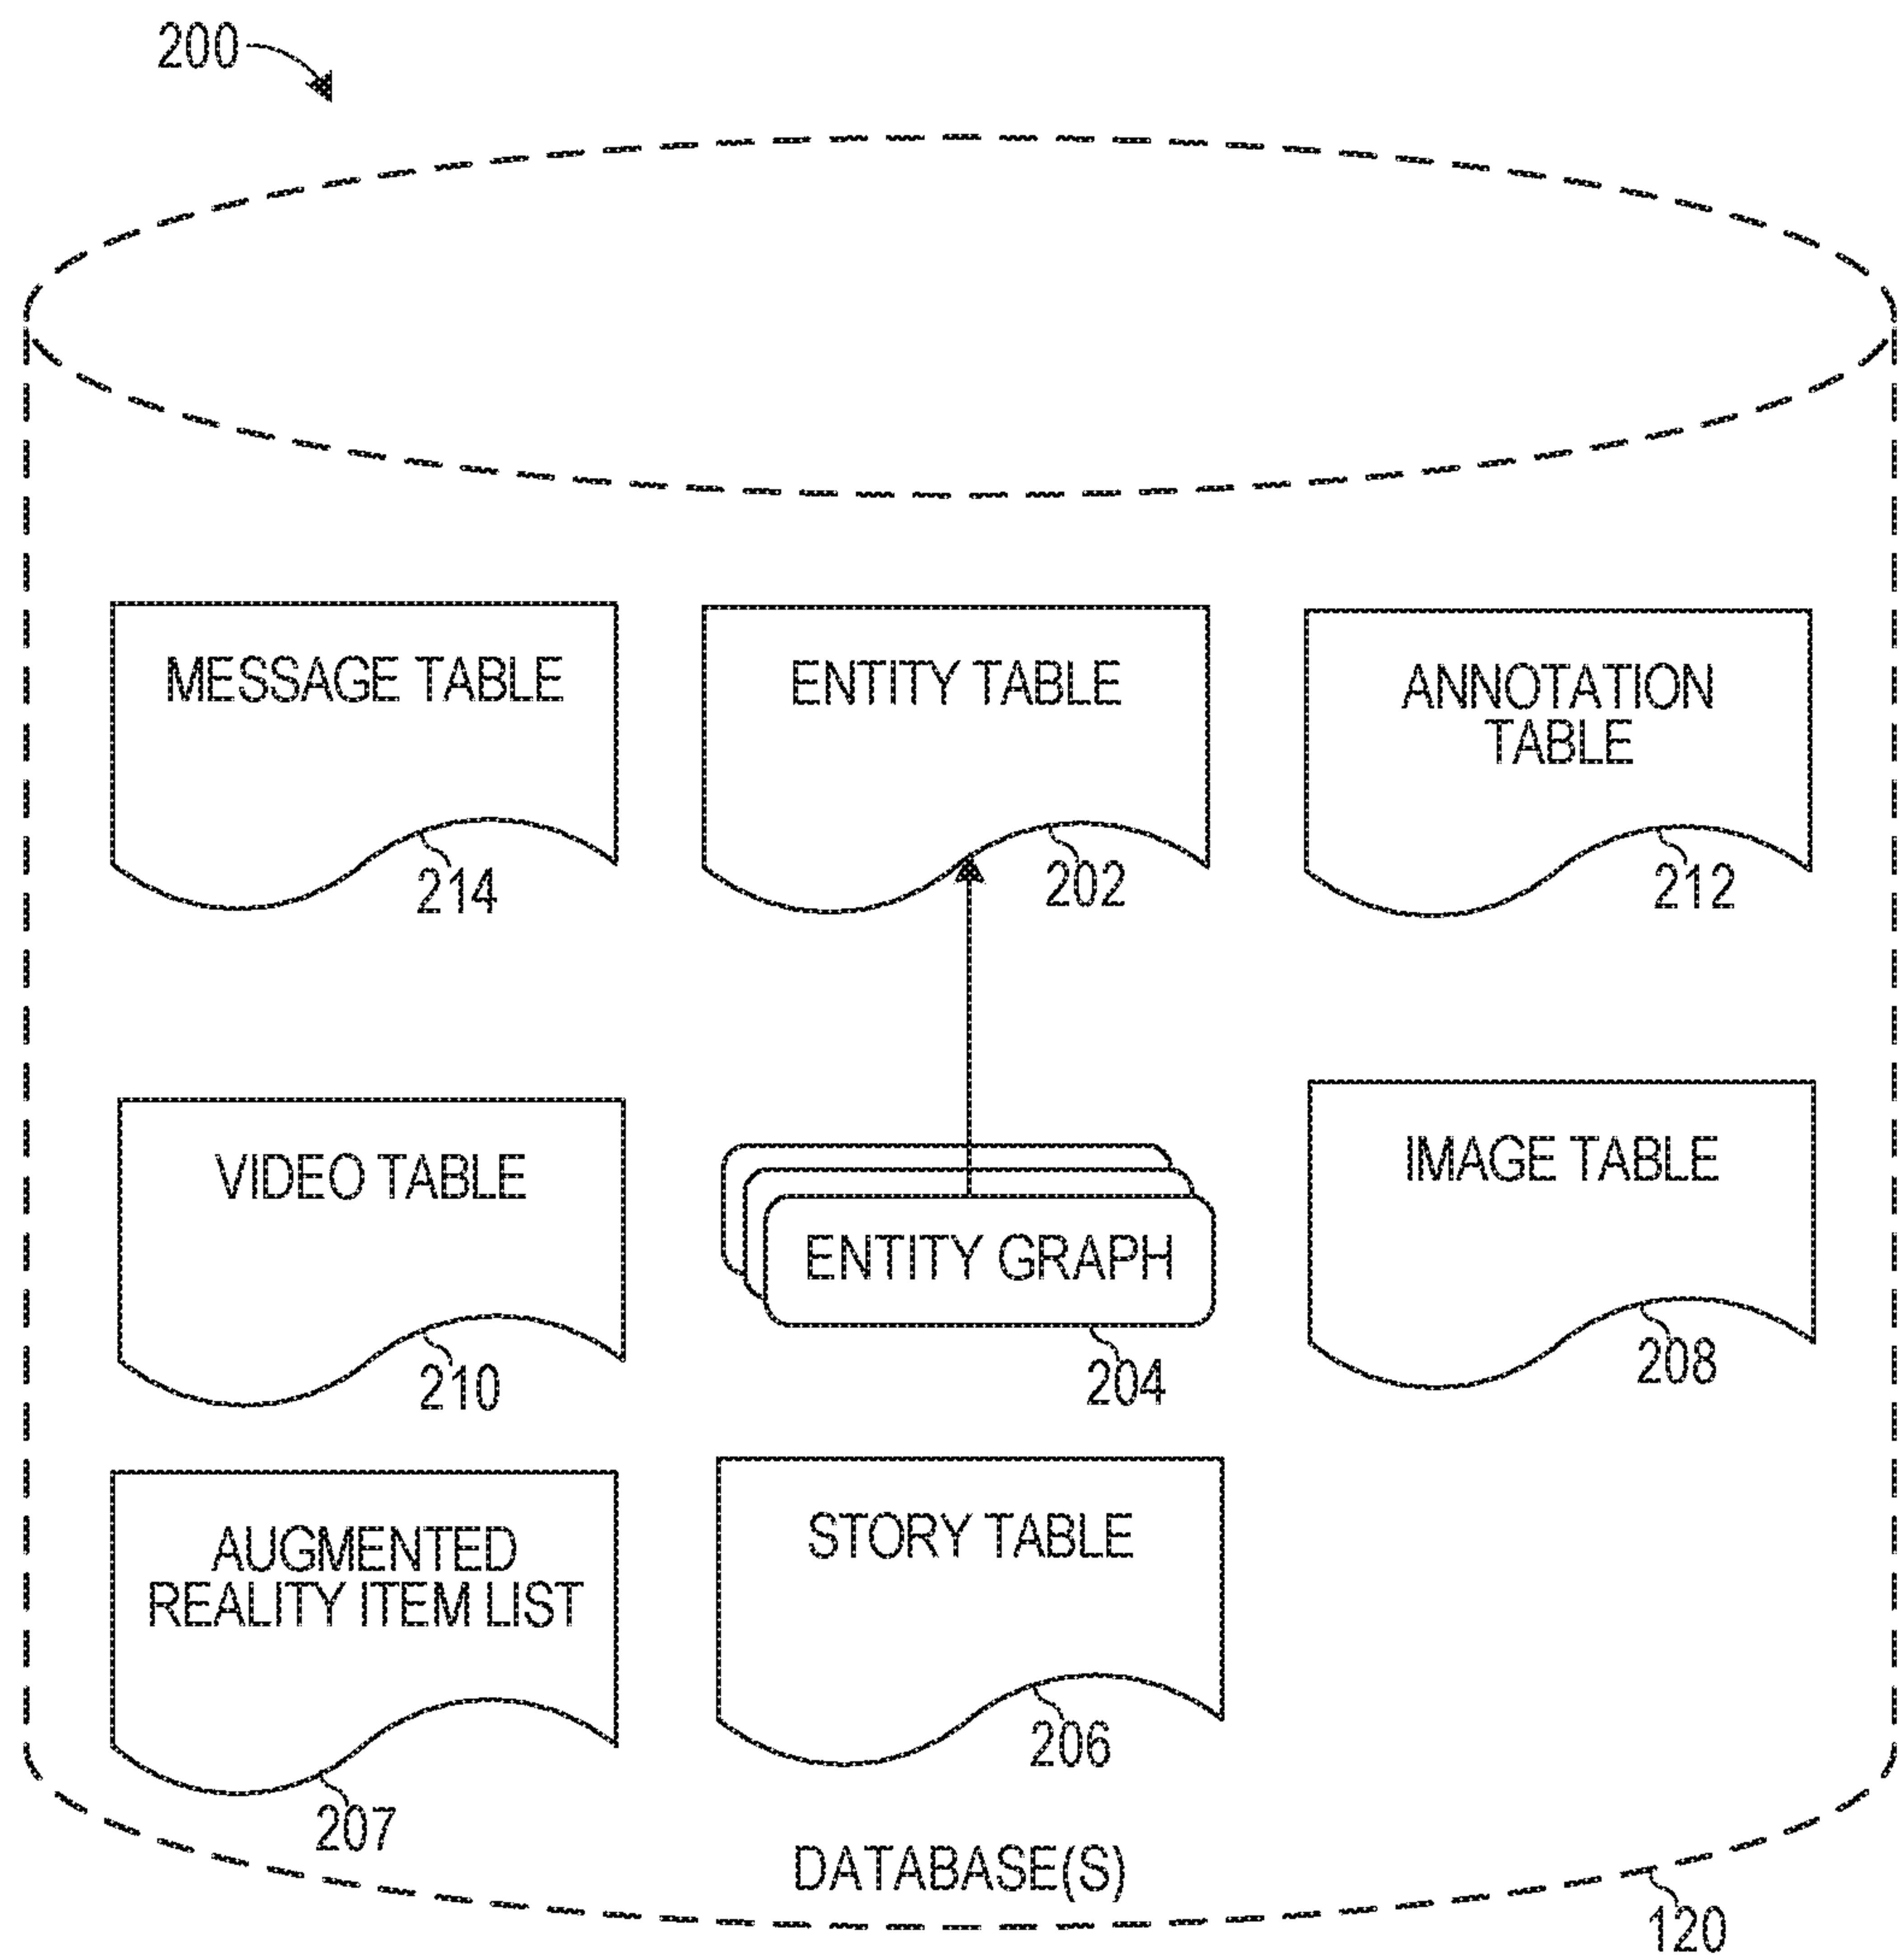 200
MESSAGE TABLE
214
ENTITY TABLE
202
ANNOTATION
TABLE
212
VIDEO TABLE
210
ENTITY GRAPH
204
IMAGE TABLE
208
AUGMENTED
REALITY ITEM LIST
207
STORY TABLE
206
DATABASE(S)
120